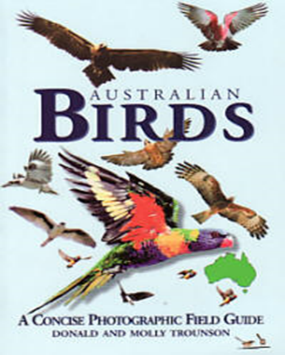 AUSTRALIAN
BIRDS
A CONCISE PHOTOGRAPHIC FIELD GUIDE
DONALD AND MOLLY TROUNSON